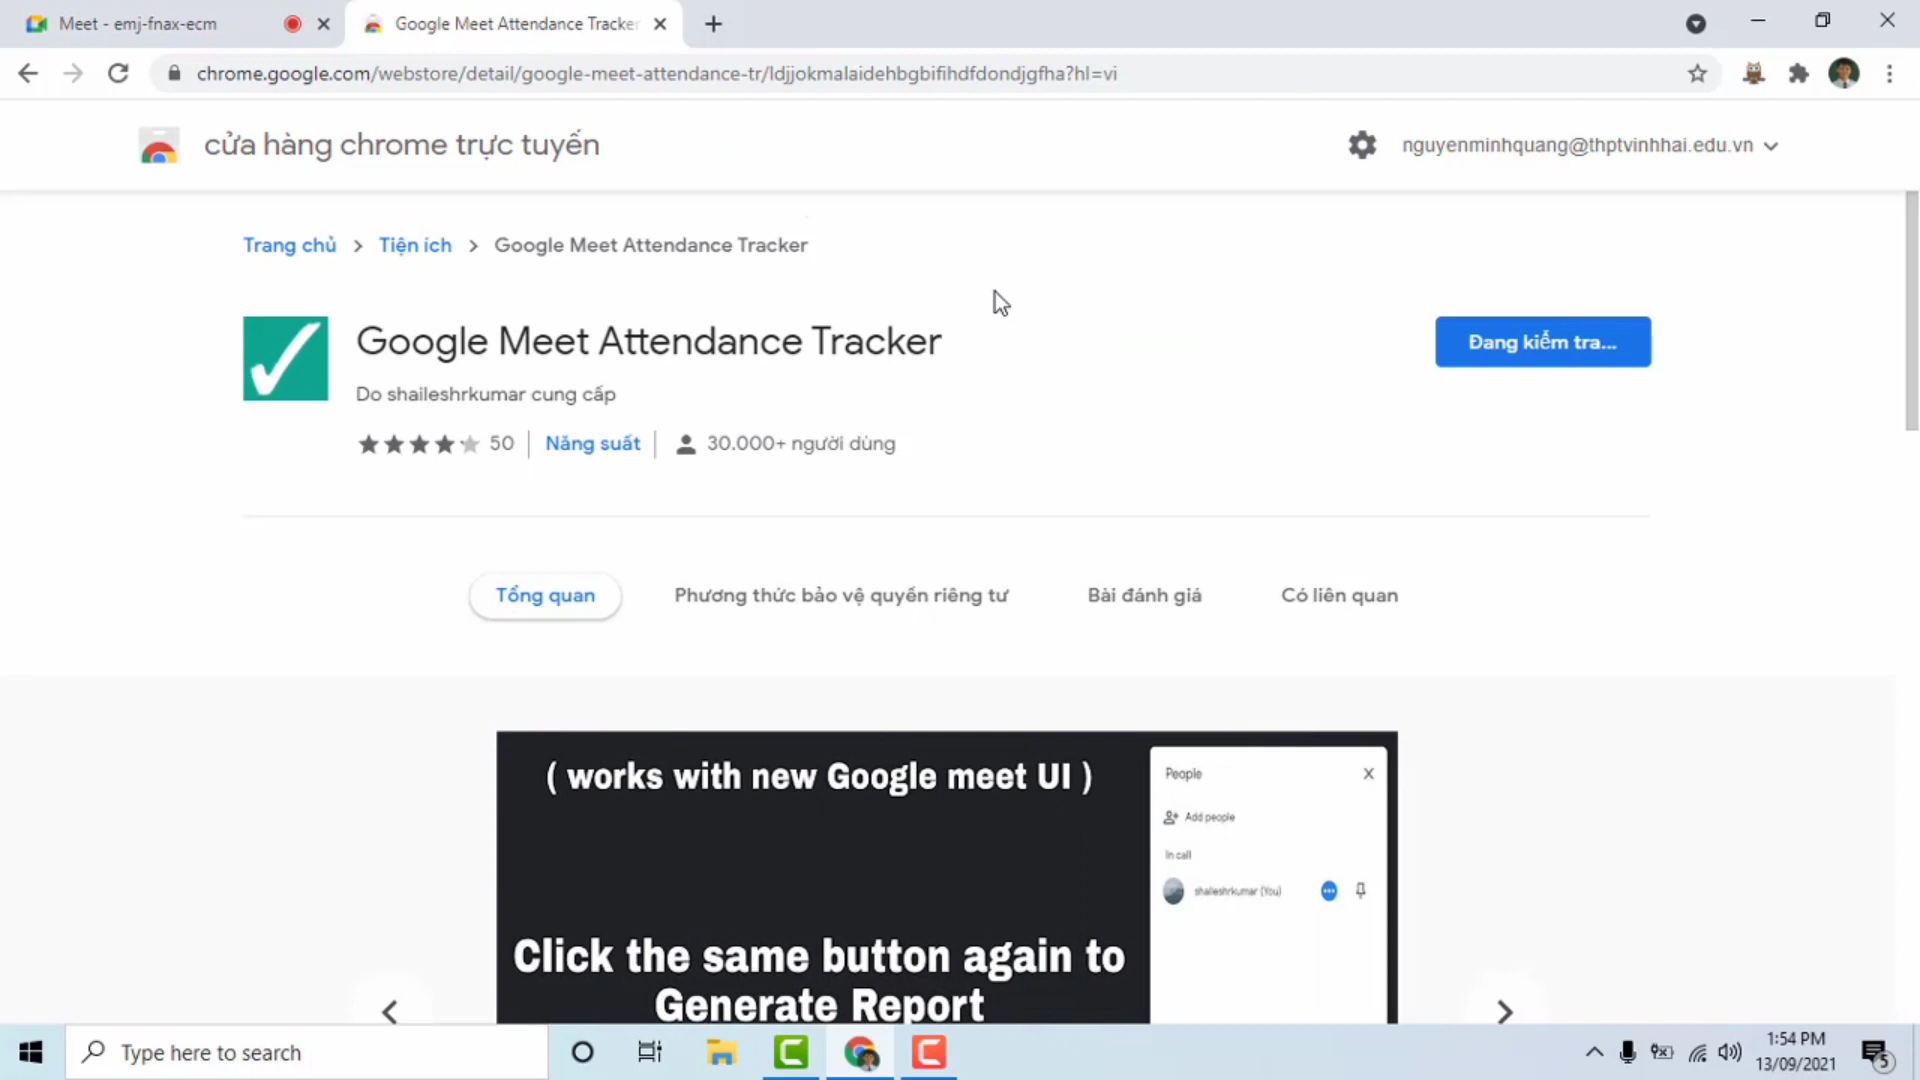 Meet - emj-fnax-ecm
Google Meet Attendance Tracker
chrome.google.com/webstore/detail/google-meet-attendance-tr/ldjjokmalaidehbgbifihdfdondjgfha?hl=vi
cửa hàng chrome trực tuyến
nguyenminhquang@thptvinhhai.edu.vn
Trang chủ > Tiện ích > Google Meet Attendance Tracker
Google Meet Attendance Tracker
Đang kiểm tra...
Do shaileshrkumar cung cấp
50 Năng suất 30.000+ người dùng
Tổng quan Phương thức bảo vệ quyền riêng tư Bài đánh giá Có liên quan
( works with new Google meet UI )
People X
Add people
In call
shaileshrkumar (You)
Click the same button again to
Generate Report
Type here to search
1:54 PM
13/09/2021
5